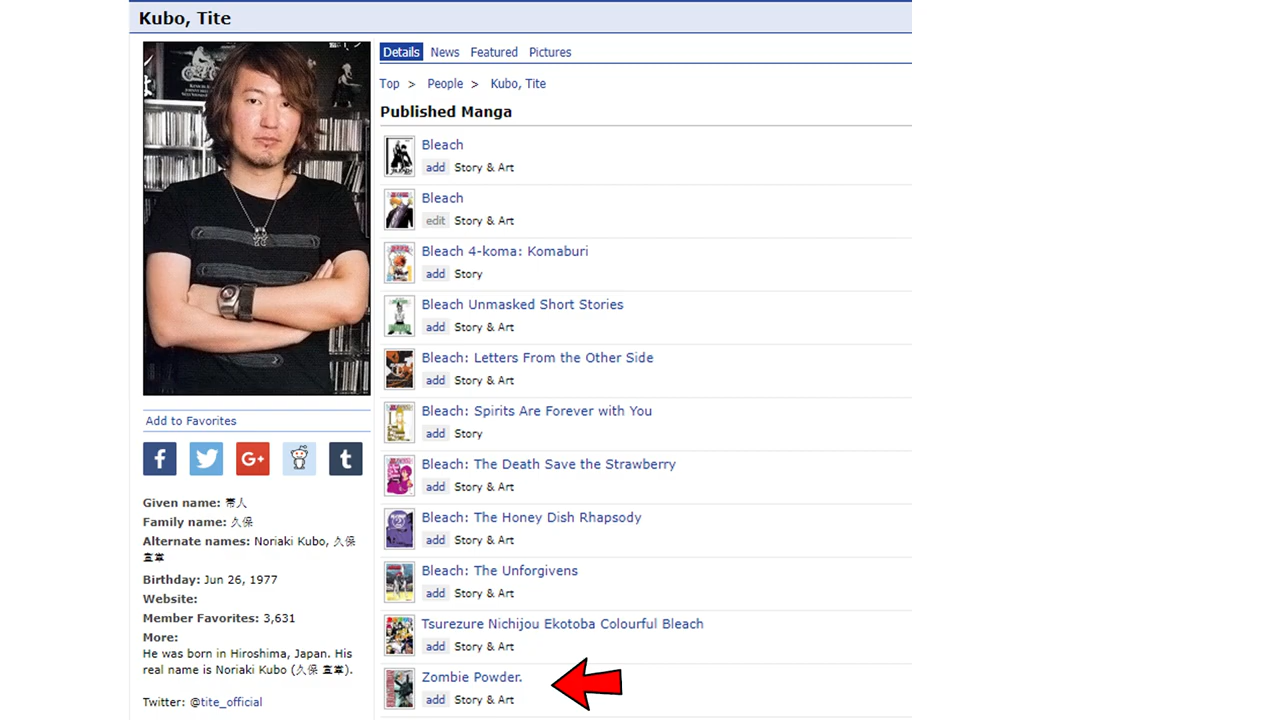 Kubo, Tite
Details News Featured Pictures
Top > People > Kubo, Tite
Published Manga
Bleach
add Story & Art
Bleach
edit Story & Art
Bleach 4-koma: Komaburi
add Story
Bleach Unmasked Short Stories
add Story & Art
Bleach: Letters From the Other Side
add Story & Art
Bleach: Spirits Are Forever with You
add Story
Bleach: The Death Save the Strawberry
add Story & Art
Bleach: The Honey Dish Rhapsody
add Story & Art
Bleach: The Unforgivens
add Story & Art
Tsurezure Nichijou Ekotoba Colourful Bleach
add Story & Art
Zombie Powder.
add Story & Art
Add to Favorites
f G+ t
Given name: 帯人
Family name: 久保
Alternate names: Noriaki Kubo, 久保
宣章
Birthday: Jun 26, 1977
Website:
Member Favorites: 3,631
More:
He was born in Hiroshima, Japan. His
real name is Noriaki Kubo (久保 宣章).
Twitter: @tite_official